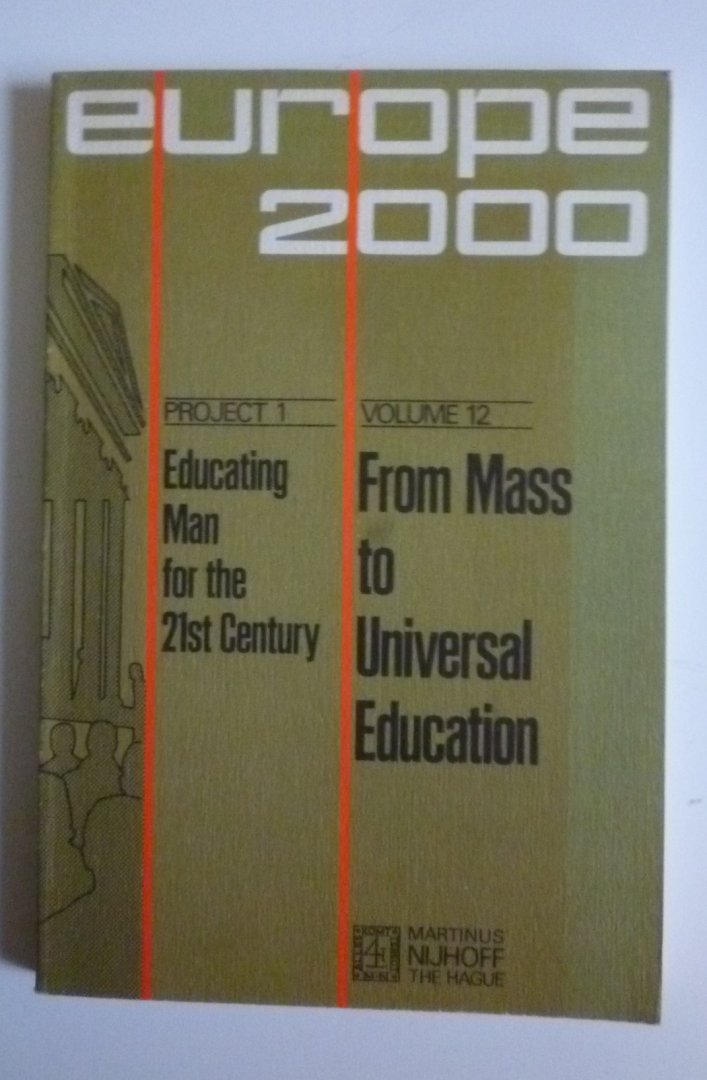 europe
2000
PROJECT 1
Educating
Man
for the
21st Century
VOLUME 12
From Mass
to
Universal
Education
MARTINUS
NIJHOFF
THE HAGUE